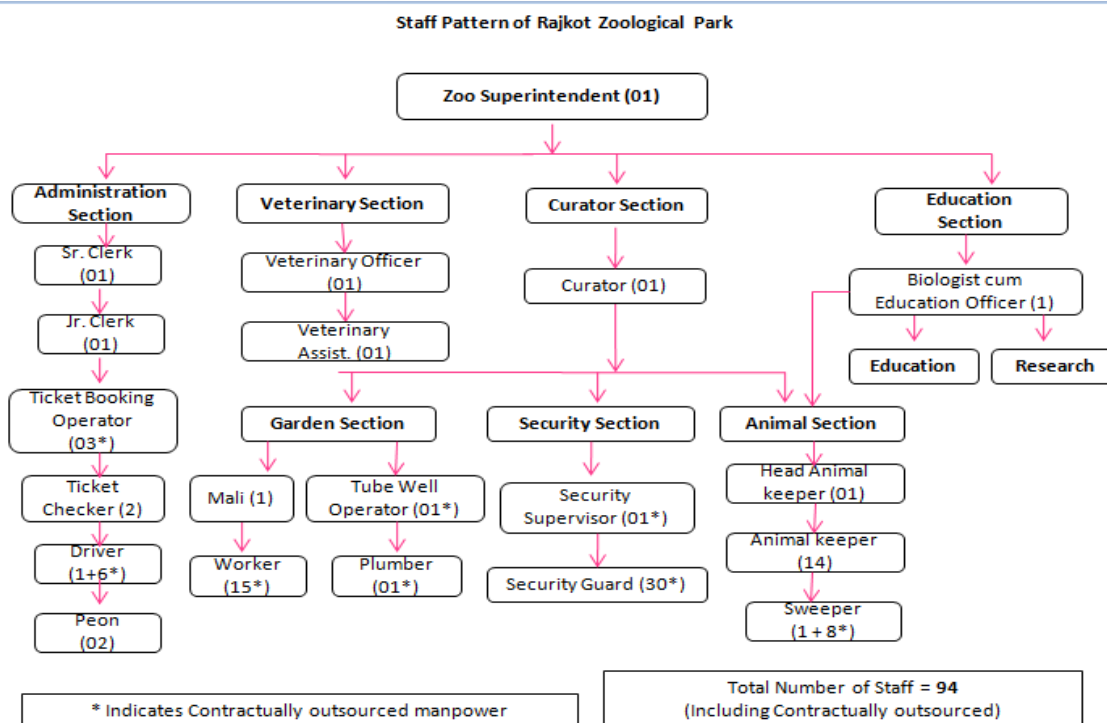 Staff Pattern of Rajkot Zoological Park
Zoo Superintendent (01)
Administration
Section
Veterinary Section
Curator Section
Education
Section
Sr. Clerk
(01)
Veterinary Officer
(01)
Curator (01)
Biologist cum
Education Officer (1)
Jr. Clerk
(01)
Veterinary
Assist. (01)
Education
Research
Ticket Booking
Operator
(03*)
Garden Section
Security Section
Animal Section
Ticket
Checker (2)
Mali (1)
Tube Well
Operator (01*)
Security
Supervisor (01*)
Head Animal
keeper (01)
Driver
(1+6*)
Worker
(15*)
Plumber
(01*)
Security Guard (30*)
Animal keeper
(14)
Peon
(02)
Sweeper
(1 + 8*)
* Indicates Contractually outsourced manpower
Total Number of Staff = 94
(Including Contractually outsourced)